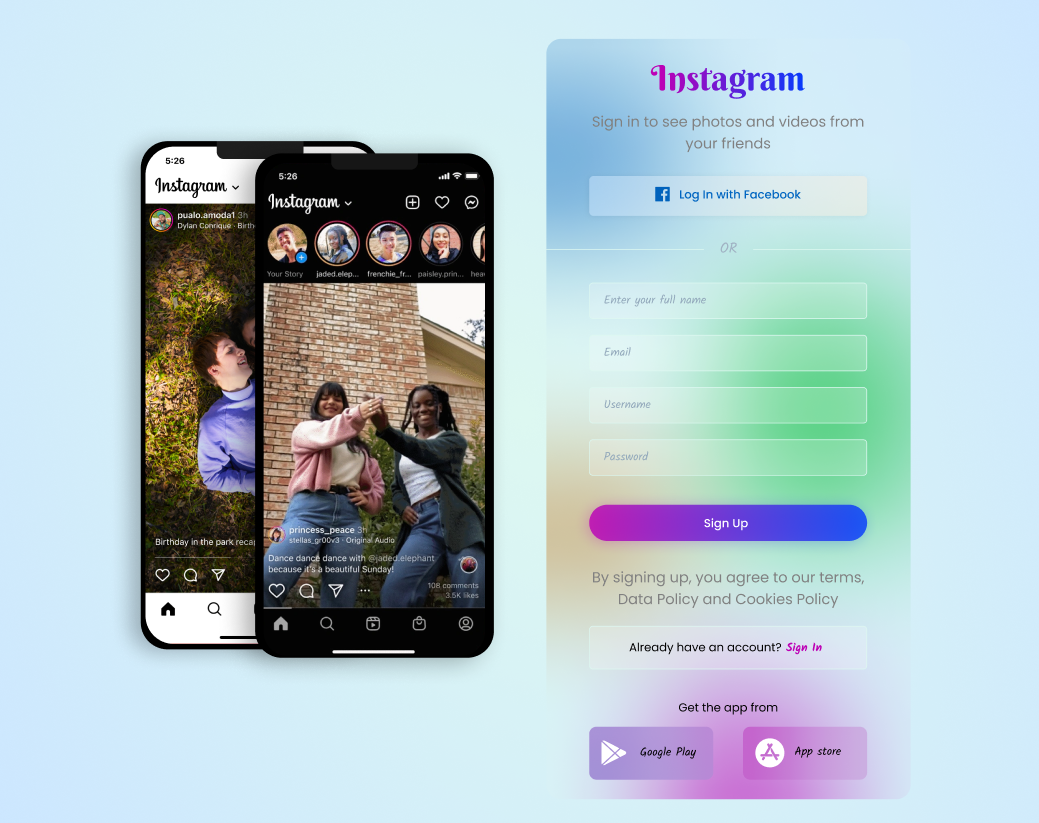 5:26
Instagram
pualo.amoda1 3h
Dylan Conrique · Birth
Birthday in the park recap
5:26
Instagram
Your Story
jaded.elep...
frenchie_fr...
paisley.prin...
heav
princess_peace 3h
stellas_gr00v3 · Original Audio
Dance dance dance with @jaded.elephant
because it's a beautiful Sunday!
108 comments
3.5K likes
Instagram
Sign in to see photos and videos from
your friends
Log In with Facebook
OR
Enter your full name
Email
Username
Password
Sign Up
By signing up, you agree to our terms,
Data Policy and Cookies Policy
Already have an account? Sign In
Get the app from
Google Play
App store